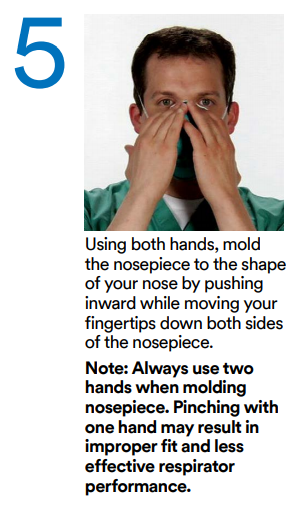 5
Using both hands, mold
the nosepiece to the shape
of your nose by pushing
inward while moving your
fingertips down both sides
of the nosepiece.
Note: Always use two
hands when molding
nosepiece. Pinching with
one hand may result in
improper fit and less
effective respirator
performance.